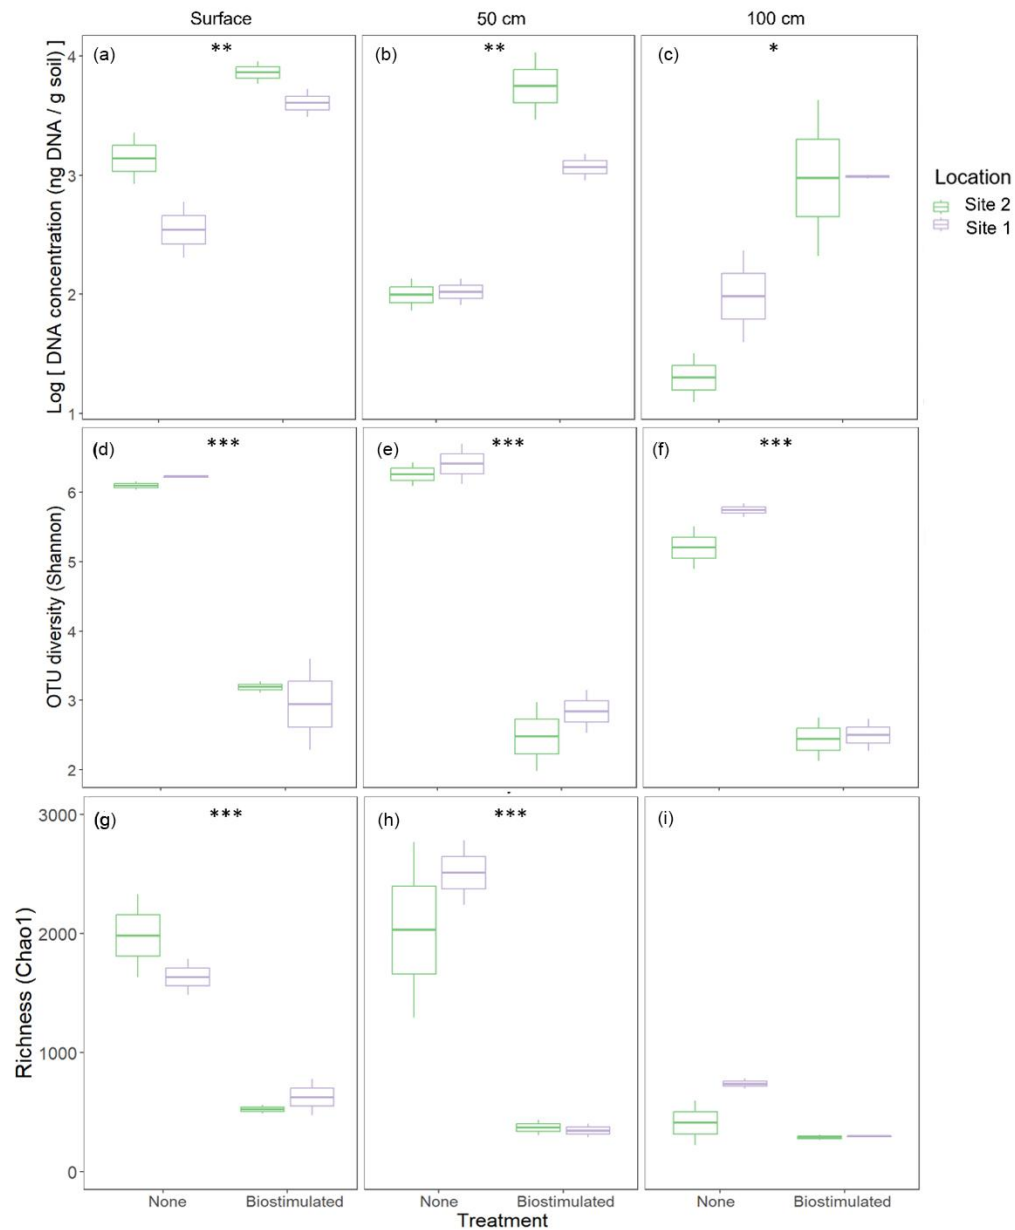 Surface 50 cm 100 cm
Log [ DNA concentration (ng DNA / g soil) ]
4
3
2
1
(a) **
(b) **
(c) *
Location
Site 2
Site 1
OTU diversity (Shannon)
6
5
4
3
2
(d) ***
(e) ***
(f) ***
Richness (Chao1)
3000
2000
1000
0
(g) ***
(h) ***
(i)
None Biostimulated None Biostimulated None Biostimulated
Treatment